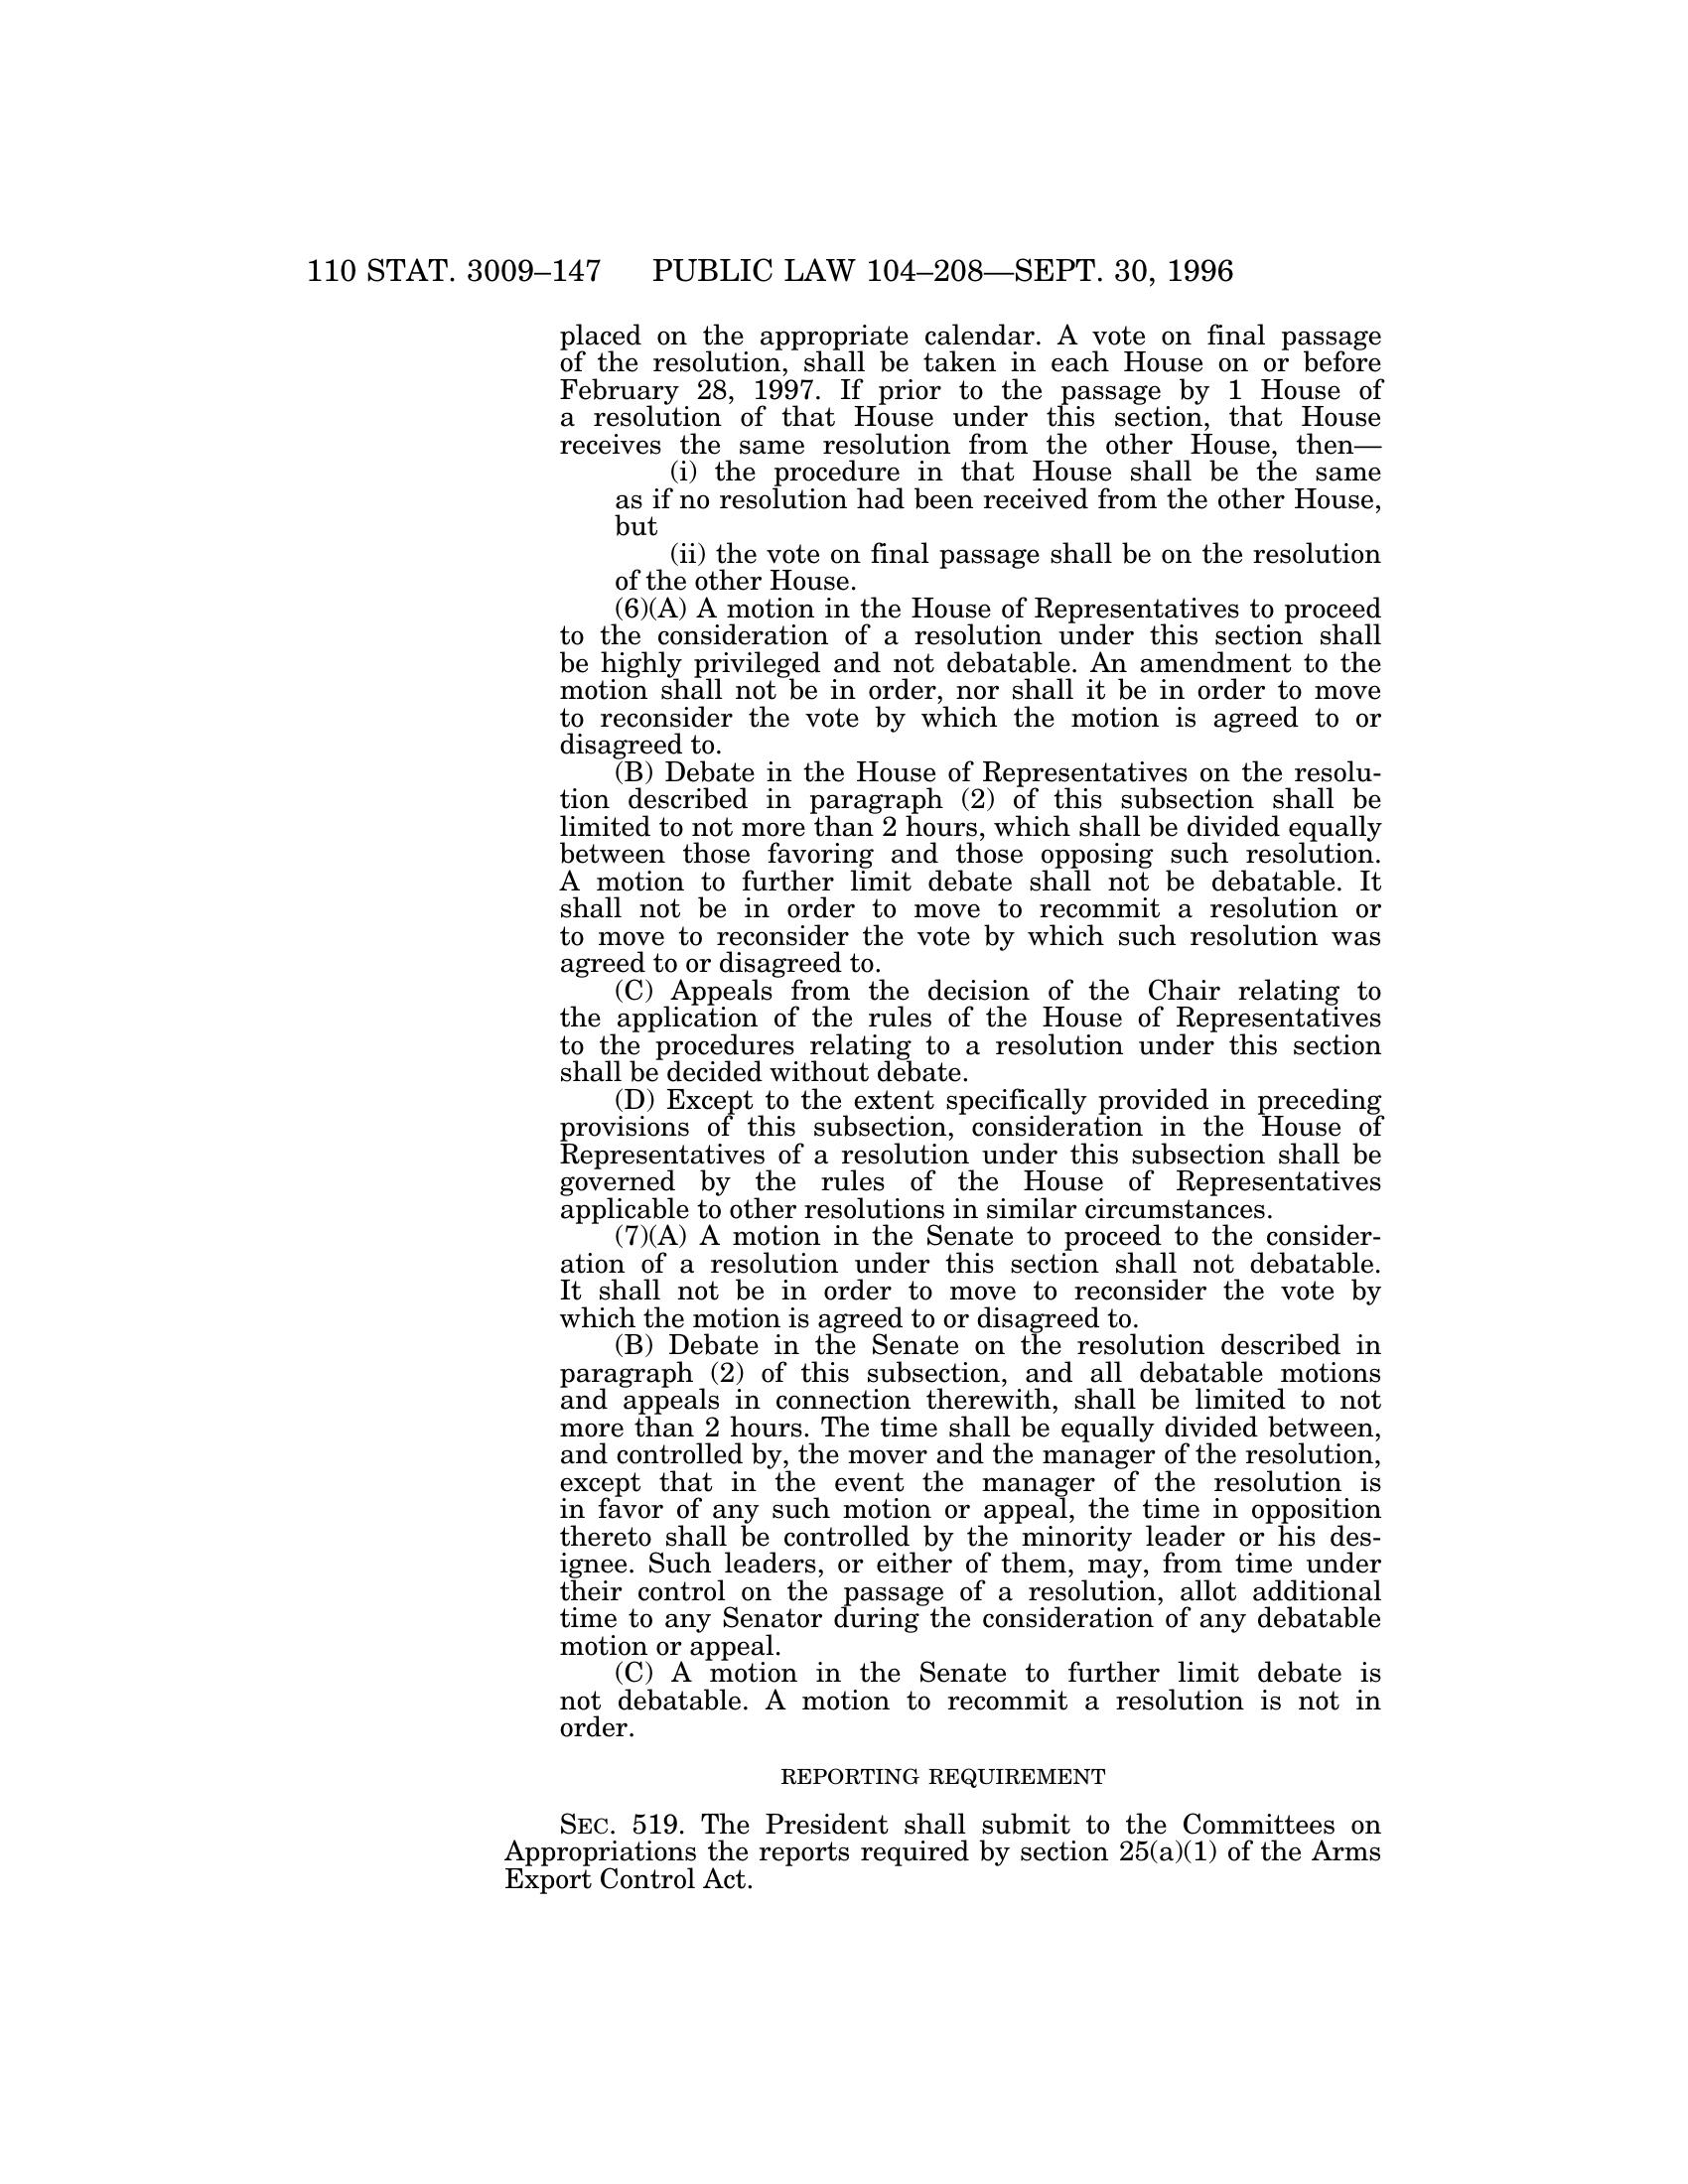 110 STAT. 3009–147 PUBLIC LAW 104–208—SEPT. 30, 1996
placed on the appropriate calendar. A vote on final passage
of the resolution, shall be taken in each House on or before
February 28, 1997. If prior to the passage by 1 House of
a resolution of that House under this section, that House
receives the same resolution from the other House, then—
(i) the procedure in that House shall be the same
as if no resolution had been received from the other House,
but
(ii) the vote on final passage shall be on the resolution
of the other House.
(6)(A) A motion in the House of Representatives to proceed
to the consideration of a resolution under this section shall
be highly privileged and not debatable. An amendment to the
motion shall not be in order, nor shall it be in order to move
to reconsider the vote by which the motion is agreed to or
disagreed to.
(B) Debate in the House of Representatives on the resolu-
tion described in paragraph (2) of this subsection shall be
limited to not more than 2 hours, which shall be divided equally
between those favoring and those opposing such resolution.
A motion to further limit debate shall not be debatable. It
shall not be in order to move to recommit a resolution or
to move to reconsider the vote by which such resolution was
agreed to or disagreed to.
(C) Appeals from the decision of the Chair relating to
the application of the rules of the House of Representatives
to the procedures relating to a resolution under this section
shall be decided without debate.
(D) Except to the extent specifically provided in preceding
provisions of this subsection, consideration in the House of
Representatives of a resolution under this subsection shall be
governed by the rules of the House of Representatives
applicable to other resolutions in similar circumstances.
(7)(A) A motion in the Senate to proceed to the consider-
ation of a resolution under this section shall not debatable.
It shall not be in order to move to reconsider the vote by
which the motion is agreed to or disagreed to.
(B) Debate in the Senate on the resolution described in
paragraph (2) of this subsection, and all debatable motions
and appeals in connection therewith, shall be limited to not
more than 2 hours. The time shall be equally divided between,
and controlled by, the mover and the manager of the resolution,
except that in the event the manager of the resolution is
in favor of any such motion or appeal, the time in opposition
thereto shall be controlled by the minority leader or his des-
ignee. Such leaders, or either of them, may, from time under
their control on the passage of a resolution, allot additional
time to any Senator during the consideration of any debatable
motion or appeal.
(C) A motion in the Senate to further limit debate is
not debatable. A motion to recommit a resolution is not in
order.
REPORTING REQUIREMENT
SEC. 519. The President shall submit to the Committees on
Appropriations the reports required by section 25(a)(1) of the Arms
Export Control Act.